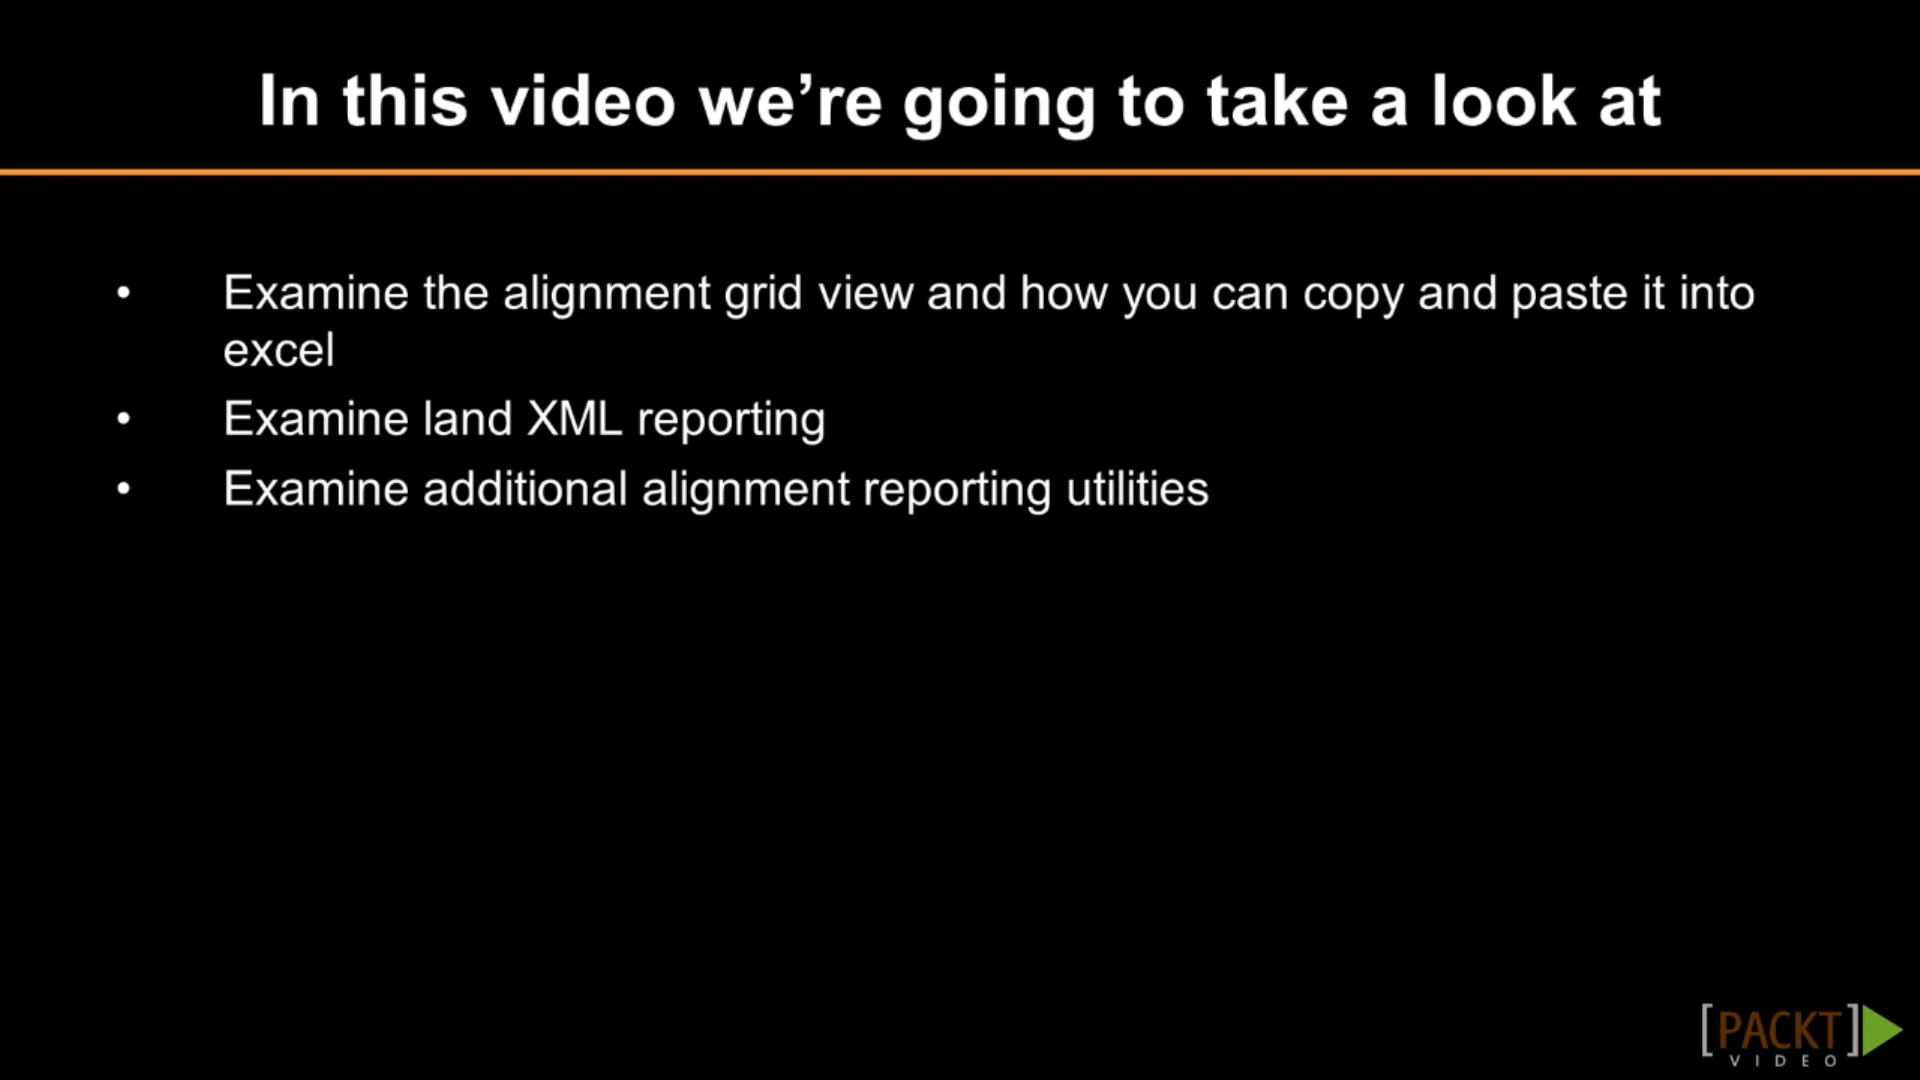 In this video we’re going to take a look at
• Examine the alignment grid view and how you can copy and paste it into
excel
• Examine land XML reporting
• Examine additional alignment reporting utilities
[PACKT]
VIDEO